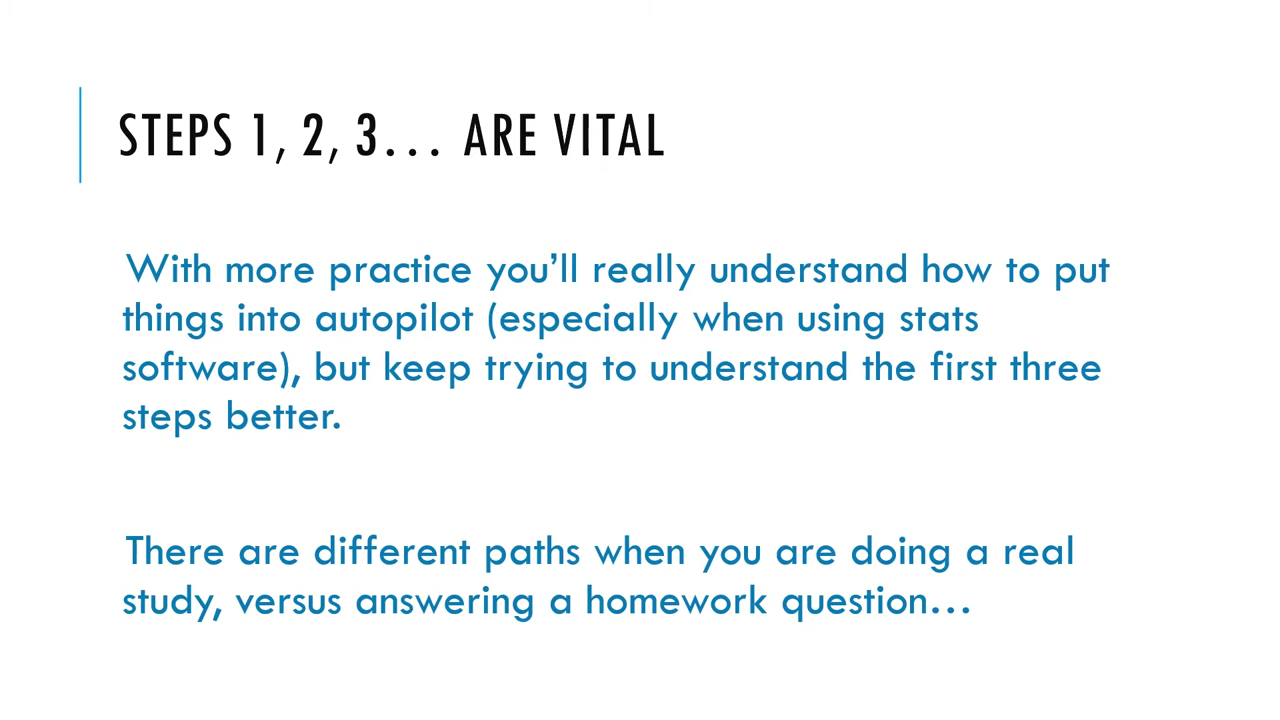 STEPS 1, 2, 3... ARE VITAL
With more practice you’ll really understand how to put
things into autopilot (especially when using stats
software), but keep trying to understand the first three
steps better.
There are different paths when you are doing a real
study, versus answering a homework question...